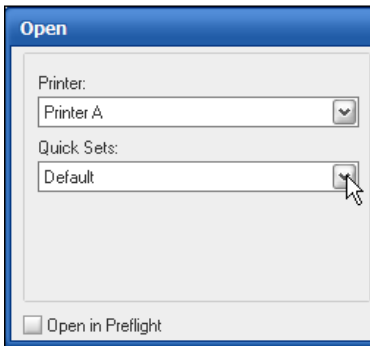 Open
Printer:
Printer A
Quick Sets:
Default
Open in Preflight